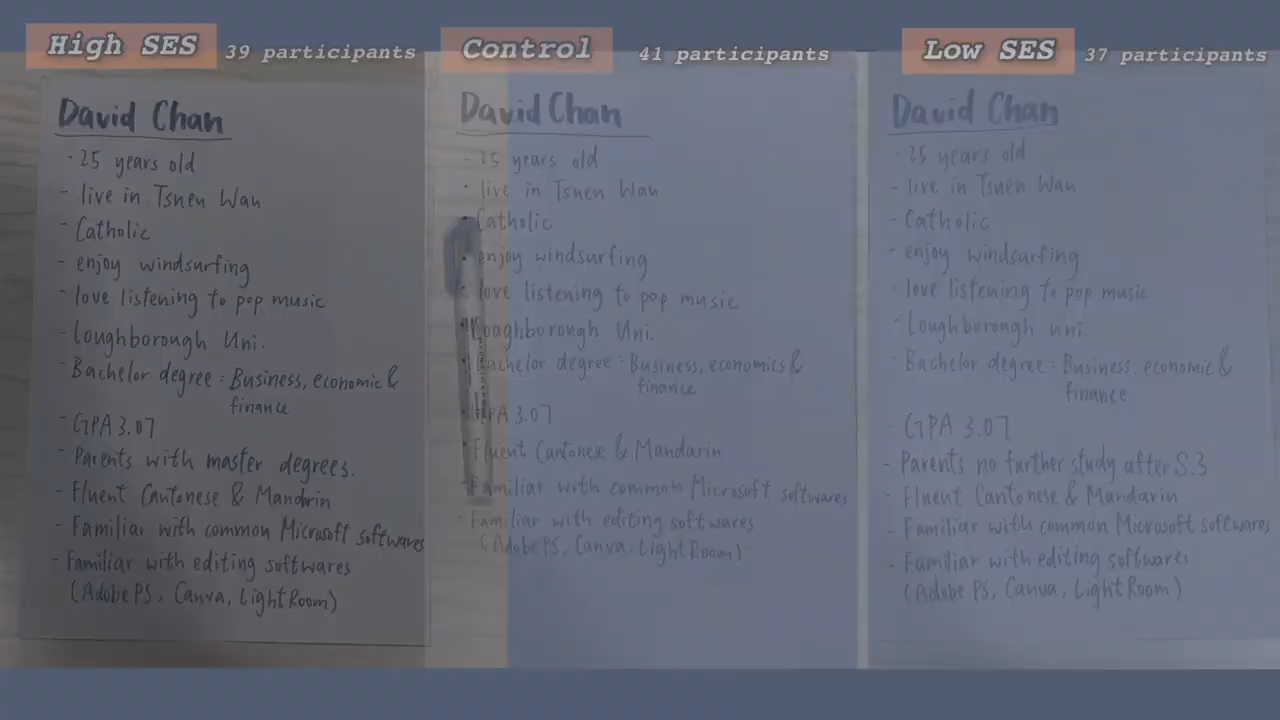 High SES 39 participants
David Chan
- 25 years old
- live in Tsuen Wan
- Catholic
- enjoy windsurfing
- love listening to pop music
- Loughborough Uni.
- Bachelor degree : Business, economic &
finance
- GPA 3.07
- Parents with master degrees.
- Fluent Cantonese & Mandarin
- Familiar with common Microsoft softwares
- Familiar with editing softwares
(Adobe PS, Canva, LightRoom)
Control 41 participants
David Chan
- 25 years old
- live in Tsuen Wan
- Catholic
- enjoy windsurfing
- love listening to pop music
- Loughborough Uni.
- Bachelor degree : Business, economics &
finance
- GPA 3.07
- Fluent Cantonese & Mandarin
- Familiar with common Microsoft softwares
- Familiar with editing softwares
(Adobe PS, Canva, LightRoom)
Low SES 37 participants
David Chan
- 25 years old
- live in Tsuen Wan
- Catholic
- enjoy windsurfing
- love listening to pop music
- Loughborough uni.
- Bachelor degree : Business, economic &
finance
- GPA 3.07
- Parents no further study after S.3
- Fluent Cantonese & Mandarin
- Familiar with common Microsoft softwares
- Familiar with editing softwares
(Adobe PS, Canva, LightRoom)